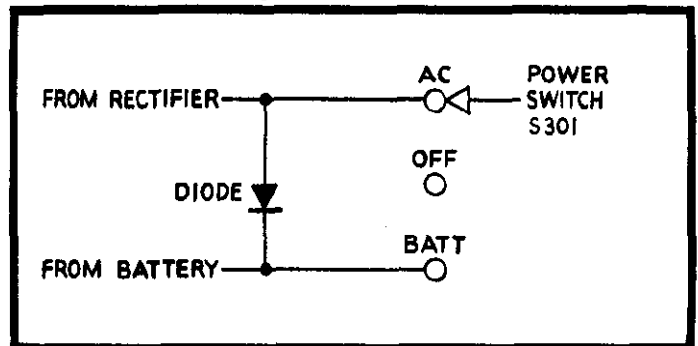 AC
POWER
SWITCH
S301
FROM RECTIFIER
OFF
DIODE
BATT
FROM BATTERY